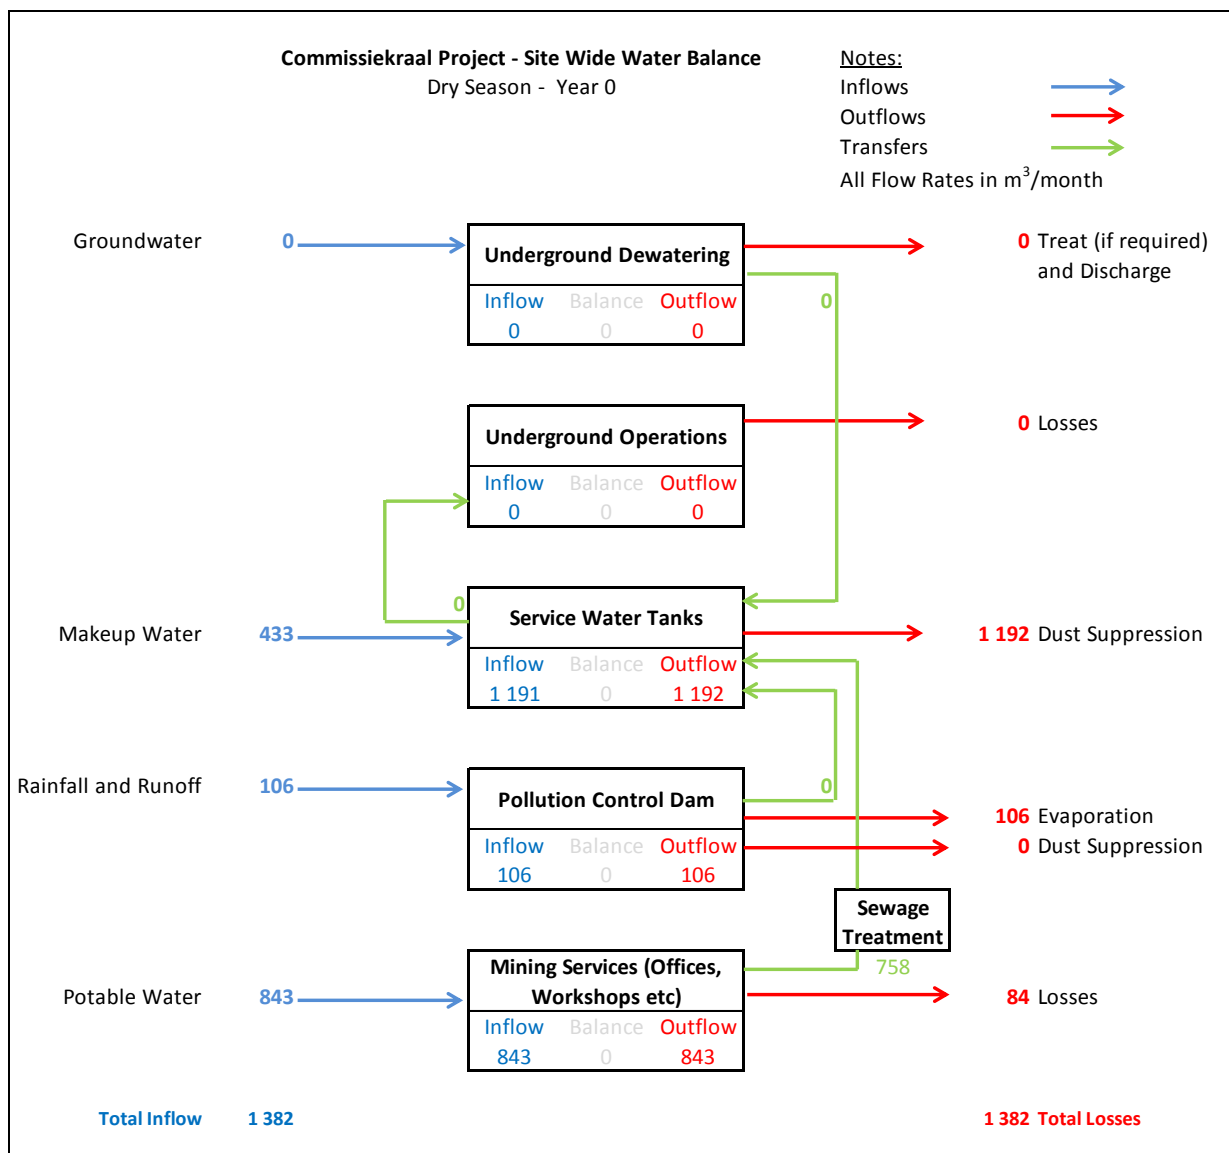 Commissiekraal Project - Site Wide Water Balance
Dry Season - Year 0
Notes:
Inflows
Outflows
Transfers
All Flow Rates in m³/month
Groundwater 0
Underground Dewatering
Inflow Balance Outflow
0 0 0
0 Treat (if required)
and Discharge
0
Underground Operations
Inflow Balance Outflow
0 0 0
0 Losses
0
Makeup Water 433
Service Water Tanks
Inflow Balance Outflow
1 191 0 1 192
1 192 Dust Suppression
Rainfall and Runoff 106
Pollution Control Dam
Inflow Balance Outflow
106 0 106
0
106 Evaporation
0 Dust Suppression
Sewage
Treatment
758
Potable Water 843
Mining Services (Offices,
Workshops etc)
Inflow Balance Outflow
843 0 843
84 Losses
Total Inflow 1 382
1 382 Total Losses